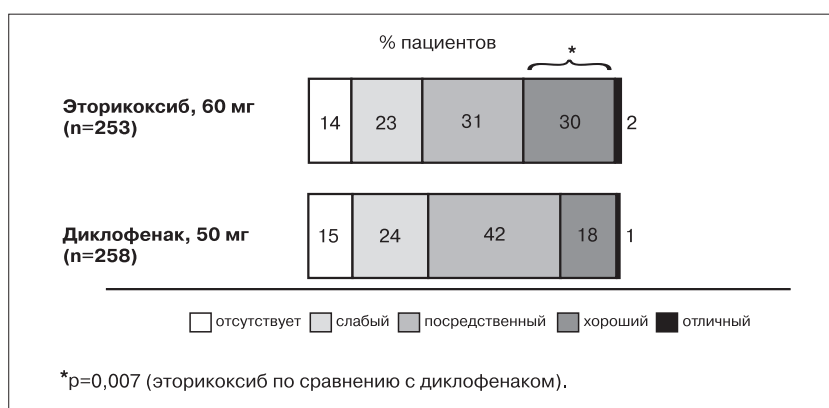 % пациентов
*
Эторикоксиб, 60 мг
(n=253)
14 23 31 30 2
Диклофенак, 50 мг
(n=258)
15 24 42 18 1
отсутствует слабый посредственный хороший отличный
*p=0,007 (эторикоксиб по сравнению с диклофенаком).